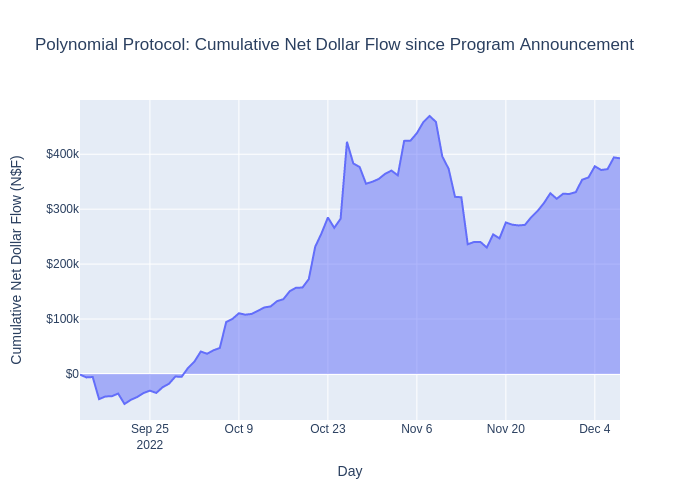 Polynomial Protocol: Cumulative Net Dollar Flow since Program Announcement
Cumulative Net Dollar Flow (N$F)
$400k
$300k
$200k
$100k
$0
Sep 25
2022
Oct 9
Oct 23
Nov 6
Nov 20
Dec 4
Day